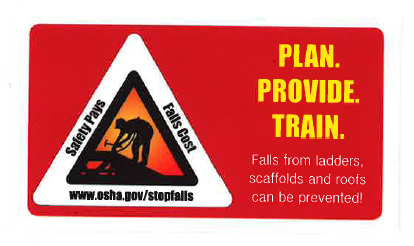 Safety Pays
Falls Cost
www.osha.gov/stopfalls
PLAN.
PROVIDE.
TRAIN.
Falls from ladders,
scaffolds and roofs
can be prevented!